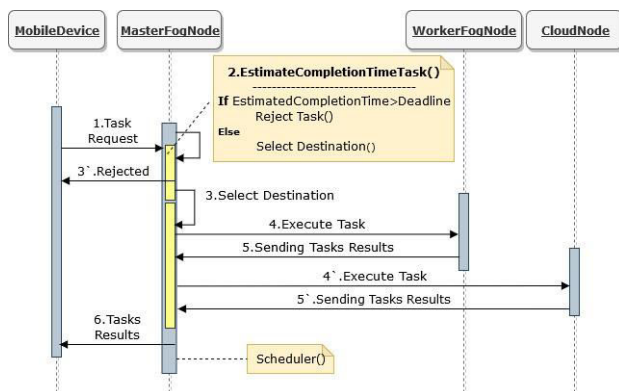 MobileDevice
MasterFogNode
WorkerFogNode
CloudNode
2.EstimateCompletionTimeTask()
---------------------------------
If EstimatedCompletionTime>Deadline
Reject Task()
Else
Select Destination()
1.Task
Request
3`.Rejected
3.Select Destination
4.Execute Task
5.Sending Tasks Results
4`.Execute Task
5`.Sending Tasks Results
6.Tasks
Results
Scheduler()